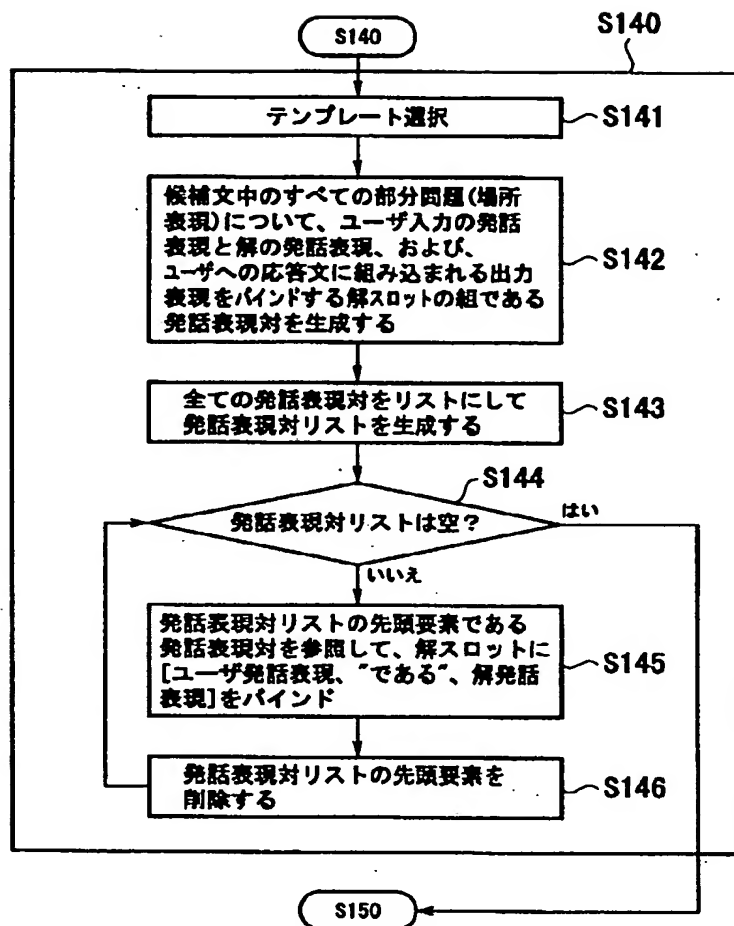 S140
S140
テンプレート選択
S141
候補文中のすべての部分問題(場所
表現)について、ユーザ入力の発話
表現と解の発話表現、および、
ユーザへの応答文に組み込まれる出力
表現をバインドする解スロットの組である
発話表現対を生成する
S142
全ての発話表現対をリストにして
発話表現対リストを生成する
S143
S144
発話表現対リストは空?
はい
いいえ
発話表現対リストの先頭要素である
発話表現対を参照して、解スロットに
[ユーザ発話表現、"である"、解発話
表現]をバインド
S145
発話表現対リストの先頭要素を
削除する
S146
S150